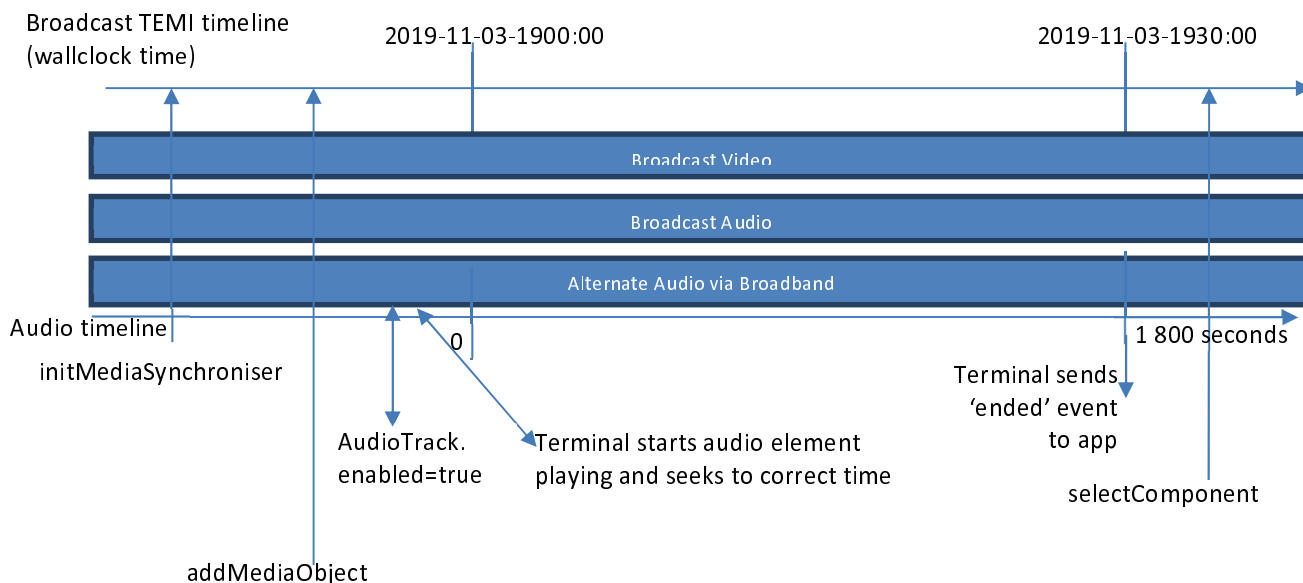 Broadcast TEMI timeline
(wallclock time)
2019-11-03-1900:00
2019-11-03-1930:00
Broadcast Video
Broadcast Audio
Alternate Audio via Broadband
Audio timeline
0
1 800 seconds
initMediaSynchroniser
Terminal sends
‘ended’ event
to app
AudioTrack.
enabled=true
Terminal starts audio element
playing and seeks to correct time
selectComponent
addMediaObject